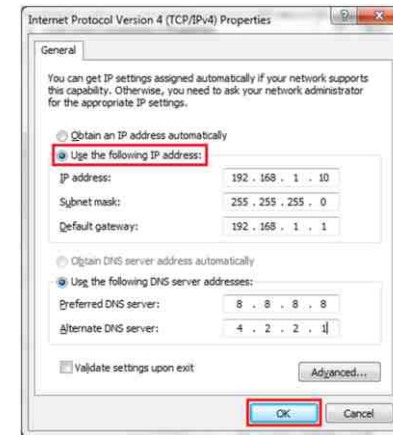 Internet Protocol Version 4 (TCP/IPv4) Properties
General
You can get IP settings assigned automatically if your network supports
this capability. Otherwise, you need to ask your network administrator
for the appropriate IP settings.
Obtain an IP address automatically
Use the following IP address:
IP address: 192 . 168 . 1 . 10
Subnet mask: 255 . 255 . 255 . 0
Default gateway: 192 . 168 . 1 . 1
Obtain DNS server address automatically
Use the following DNS server addresses:
Preferred DNS server: 8 . 8 . 8 . 8
Alternate DNS server: 4 . 2 . 2 . 1
Validate settings upon exit
Advanced...
OK Cancel